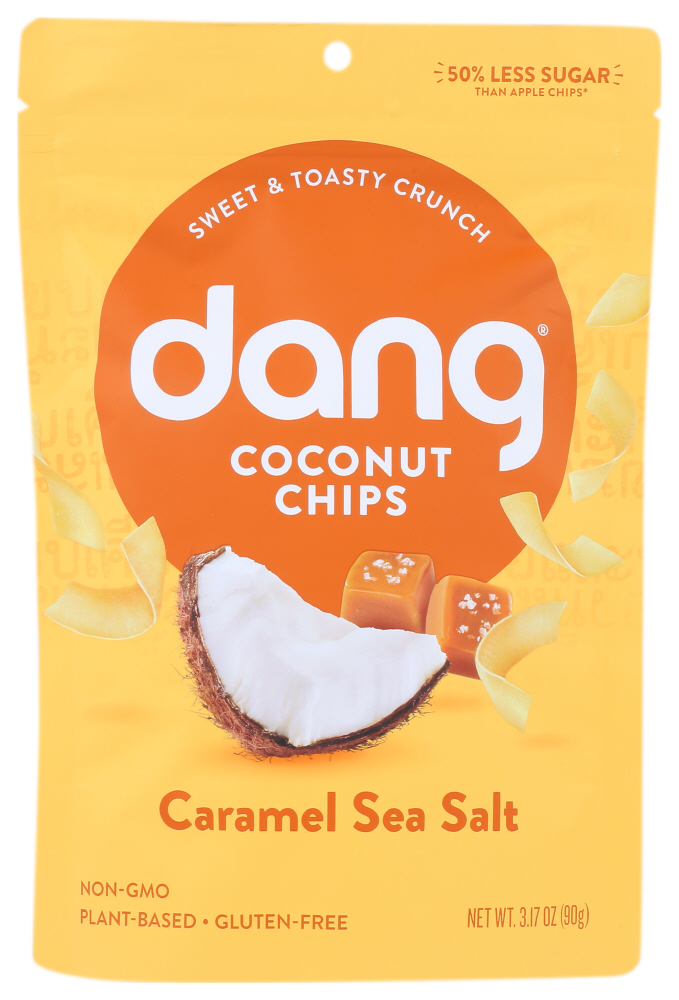 50% LESS SUGAR
THAN APPLE CHIPS*
SWEET & TOASTY CRUNCH
dang®
COCONUT
CHIPS
Caramel Sea Salt
NON-GMO
PLANT-BASED • GLUTEN-FREE
NET WT. 3.17 OZ (90g)